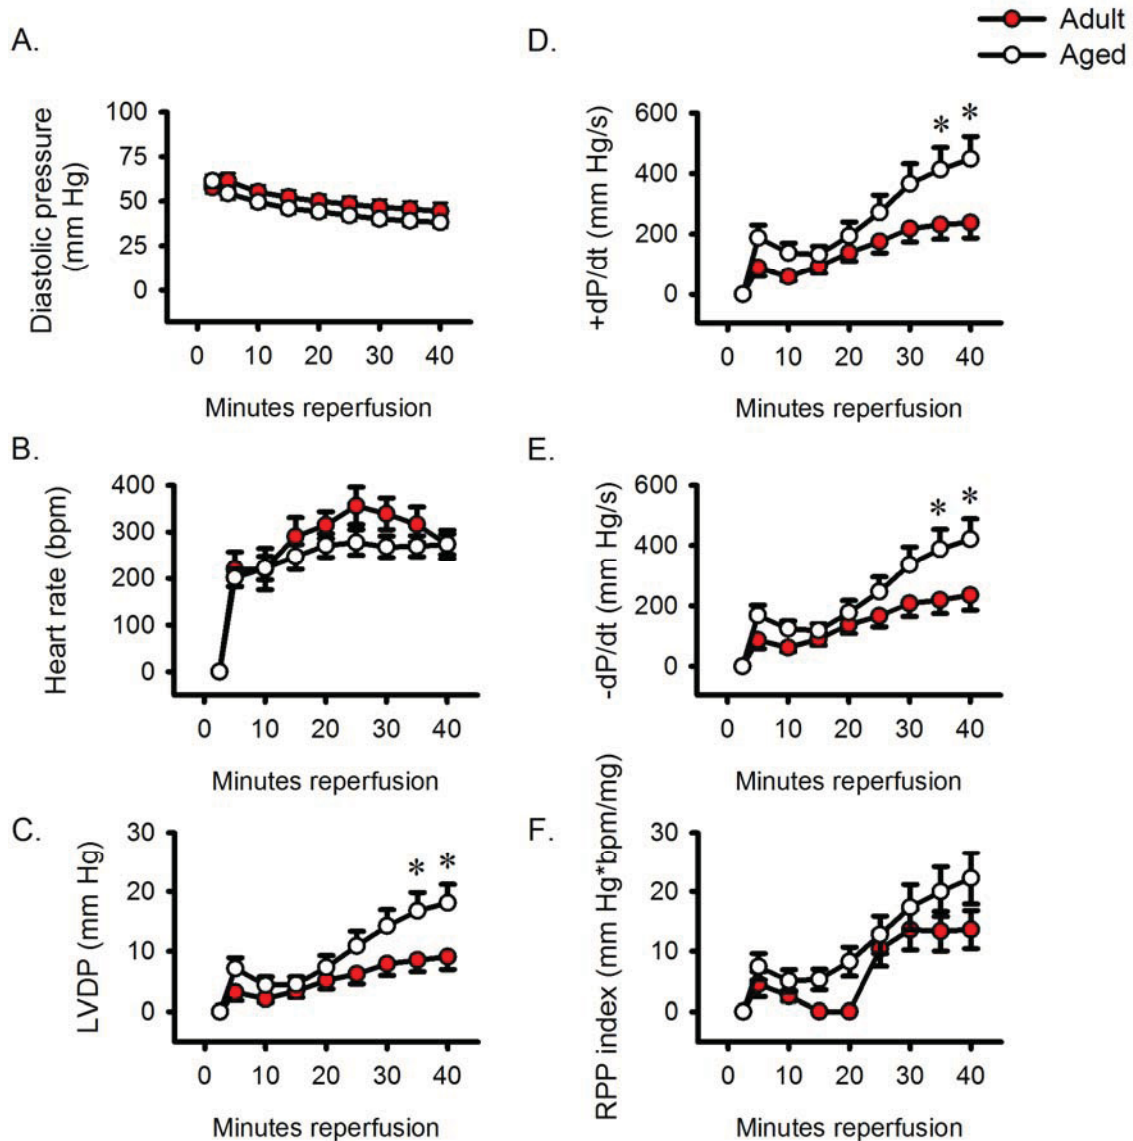 Adult
Aged
A.
100
75
50
25
0
Diastolic pressure
(mm Hg)
0 10 20 30 40
Minutes reperfusion
B.
400
300
200
100
0
Heart rate (bpm)
0 10 20 30 40
Minutes reperfusion
C.
30
20
10
0
LVDP (mm Hg)
* *
0 10 20 30 40
Minutes reperfusion
D.
600
400
200
0
+dP/dt (mm Hg/s)
* *
0 10 20 30 40
Minutes reperfusion
E.
600
400
200
0
-dP/dt (mm Hg/s)
* *
0 10 20 30 40
Minutes reperfusion
F.
30
20
10
0
RPP index (mm Hg*bpm/mg)
0 10 20 30 40
Minutes reperfusion